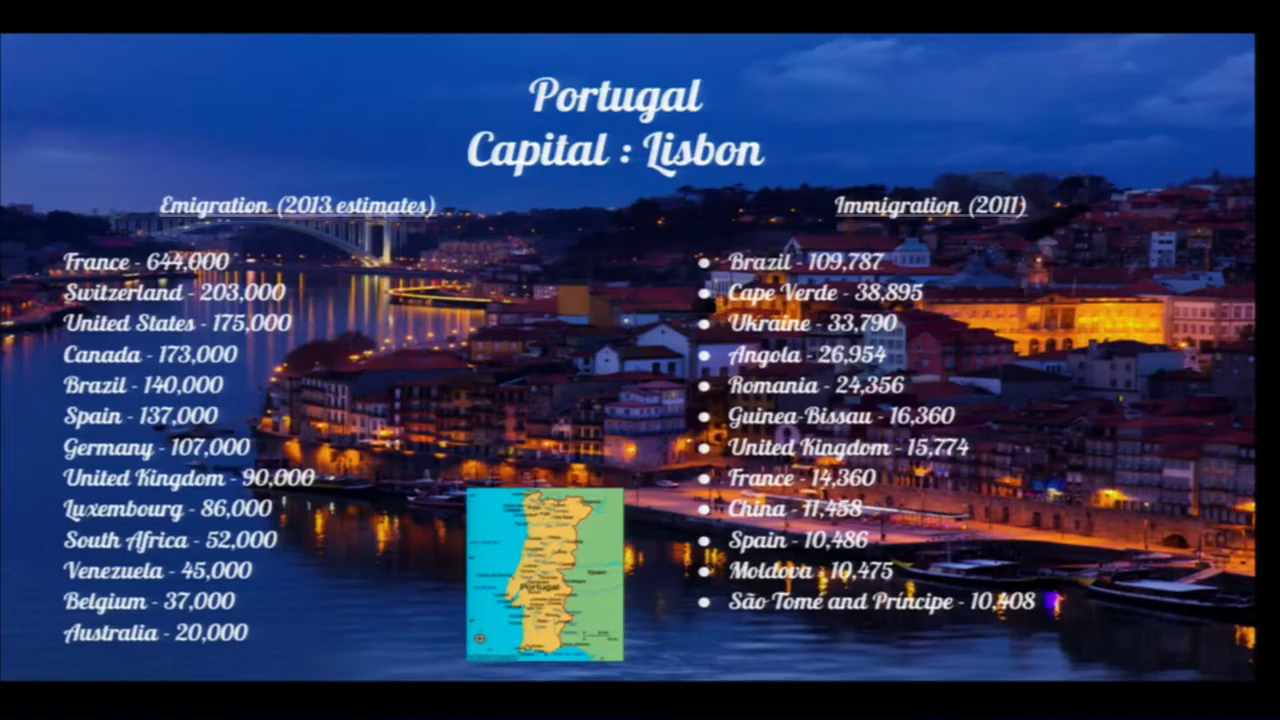 Portugal
Capital : Lisbon
Emigration (2013 estimates)
France - 644,000
Switzerland - 203,000
United States - 175,000
Canada - 173,000
Brazil - 140,000
Spain - 137,000
Germany - 107,000
United Kingdom - 90,000
Luxembourg - 86,000
South Africa - 52,000
Venezuela - 45,000
Belgium - 37,000
Australia - 20,000
Immigration (2011)
• Brazil - 109,787
• Cape Verde - 38,895
• Ukraine - 33,790
• Angola - 26,954
• Romania - 24,356
• Guinea-Bissau - 16,360
• United Kingdom - 15,774
• France - 14,360
• China - 11,458
• Spain - 10,486
• Moldova - 10,475
• São Tomé and Príncipe - 10,408
Portugal